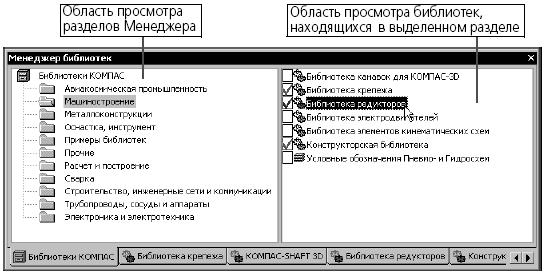 Область просмотра
разделов Менеджера
Область просмотра библиотек,
находящихся в выделенном разделе
Менеджер библиотек
Библиотеки КОМПАС
Авиакосмическая промышленность
Машиностроение
Металлоконструкции
Оснастка, инструмент
Примеры библиотек
Прочие
Расчет и построение
Сварка
Строительство, инженерные сети и коммуникации
Трубопроводы, сосуды и аппараты
Электроника и электротехника
Библиотека канавок для КОМПАС-3D
Библиотека крепежа
Библиотека редукторов
Библиотека электродвигателей
Библиотека элементов кинематических схем
Конструкторская библиотека
Условные обозначения Пневмо- и Гидросхем
Библиотеки КОМПАС
Библиотека крепежа
КОМПАС-SHAFT 3D
Библиотека редукторов
Конструк